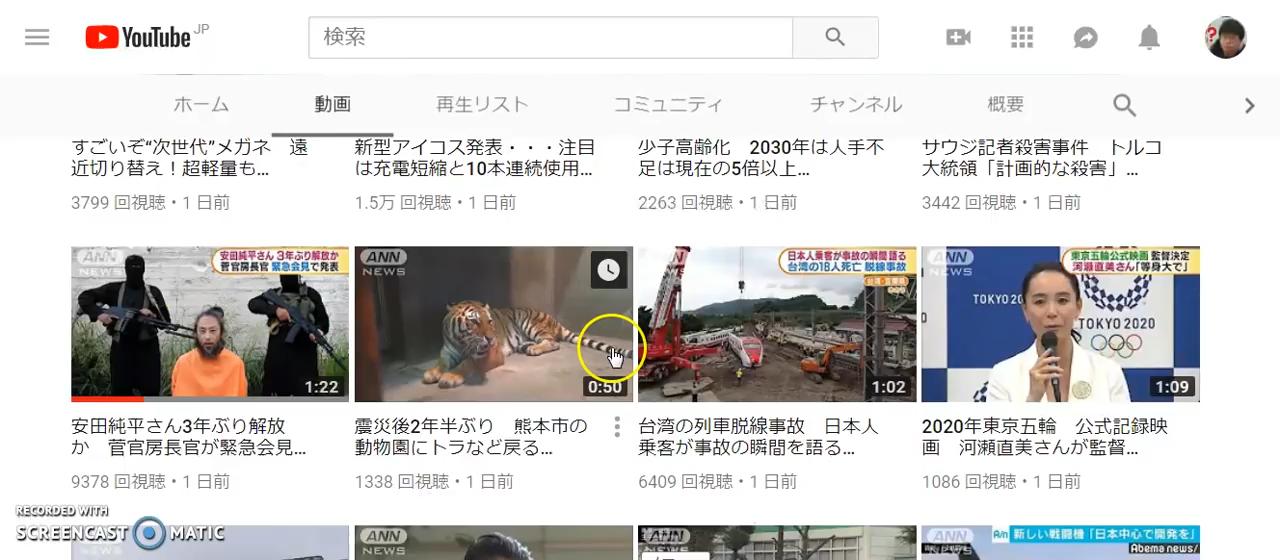 YouTube JP
検索
ホーム
動画
再生リスト
コミュニティ
チャンネル
概要
すごいぞ“次世代”メガネ　遠
近切り替え！超軽量も...
3799 回視聴・1 日前
新型アイコス発表・・・注目
は充電短縮と10本連続使用...
1.5万 回視聴・1 日前
少子高齢化　2030年は人手不
足は現在の5倍以上...
2263 回視聴・1 日前
サウジ記者殺害事件　トルコ
大統領「計画的な殺害」...
3442 回視聴・1 日前
ANN NEWS
安田純平さん 3年ぶり解放か
菅官房長官 緊急会見で発表
1:22
安田純平さん3年ぶり解放
か　菅官房長官が緊急会見...
9378 回視聴・1 日前
ANN NEWS
0:50
震災後2年半ぶり　熊本市の
動物園にトラなど戻る...
1338 回視聴・1 日前
ANN NEWS
日本人乗客が事故の瞬間語る
台湾の18人死亡 脱線事故
1:02
台湾の列車脱線事故　日本人
乗客が事故の瞬間を語る...
6409 回視聴・1 日前
ANN NEWS
東京五輪公式映画 監督決定
河瀬直美さん「等身大で」
TOKYO 20
TOKYO 2020
1:09
2020年東京五輪　公式記録映
画　河瀬直美さんが監督...
1086 回視聴・1 日前
RECORDED WITH
SCREENCAST MATIC
ANN NEWS
ANN NEWS
新しい戦闘機「日本中心で開発を」
Abema news/